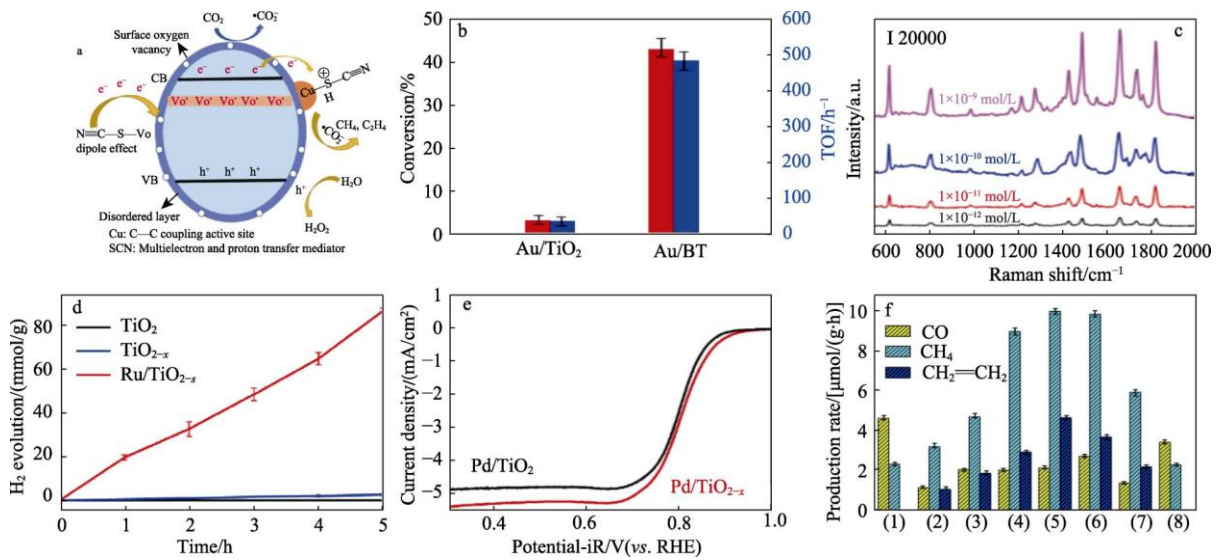 a
CO₂
•CO₂⁻
Surface oxygen
vacancy
CB
e⁻ e⁻ e⁻
e⁻ e⁻ e⁻
Vo• Vo• Vo• Vo• Vo•
Cu
S
⊕
C≡N
H
N≡C—S—Vo
dipole effect
•CO₂⁻
CH₄, C₂H₄
h⁺ h⁺ h⁺
VB
h⁺
H₂O
H₂O₂
Disordered layer
Cu: C—C coupling active site
SCN: Multielectron and proton transfer mediator
b
Conversion/%
50
40
30
20
10
0
600
500
400
300
200
100
0
TOF/h⁻¹
Au/TiO₂
Au/BT
c
I 20000
1×10⁻⁹ mol/L
1×10⁻¹⁰ mol/L
1×10⁻¹¹ mol/L
1×10⁻¹² mol/L
Intensity/a.u.
600 800 1000 1200 1400 1600 1800 2000
Raman shift/cm⁻¹
d
TiO₂
TiO₂₋ₓ
Ru/TiO₂₋ₛ
H₂ evolution/(mmol/g)
80
60
40
20
0
0 1 2 3 4 5
Time/h
e
Current density/(mA/cm²)
0
−1
−2
−3
−4
−5
Pd/TiO₂
Pd/TiO₂₋ₓ
0.4 0.6 0.8 1.0
Potential-iR/V(vs. RHE)
f
CO
CH₄
CH₂═CH₂
Production rate/[μmol/(g·h)]
10
8
6
4
2
0
(1) (2) (3) (4) (5) (6) (7) (8)